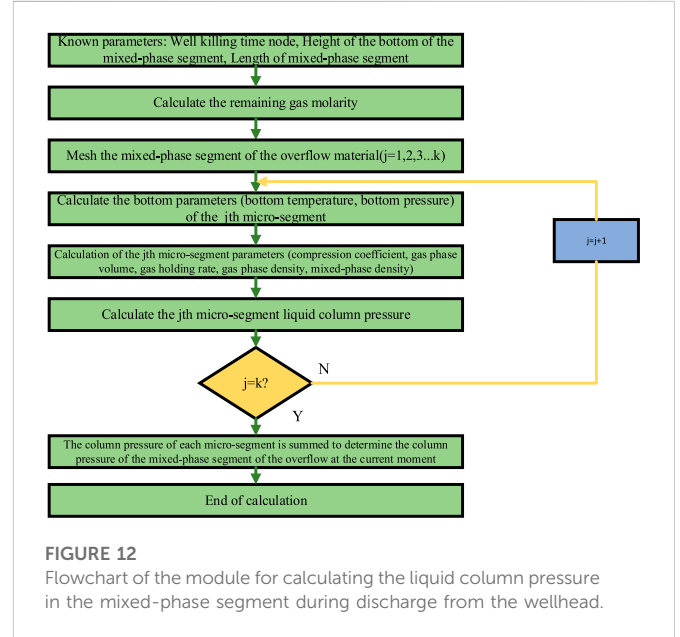 Known parameters: Well killing time node, Height of the bottom of the
mixed-phase segment, Length of mixed-phase segment
Calculate the remaining gas molarity
Mesh the mixed-phase segment of the overflow material(j=1,2,3...k)
Calculate the bottom parameters (bottom temperature, bottom pressure)
of the jth micro-segment
j=j+1
Calculation of the jth micro-segment parameters (compression coefficient, gas phase
volume, gas holding rate, gas phase density, mixed-phase density)
Calculate the jth micro-segment liquid column pressure
N
j=k?
Y
The column pressure of each micro-segment is summed to determine the column
pressure of the mixed-phase segment of the overflow at the current moment
End of calculation
FIGURE 12
Flowchart of the module for calculating the liquid column pressure
in the mixed-phase segment during discharge from the wellhead.